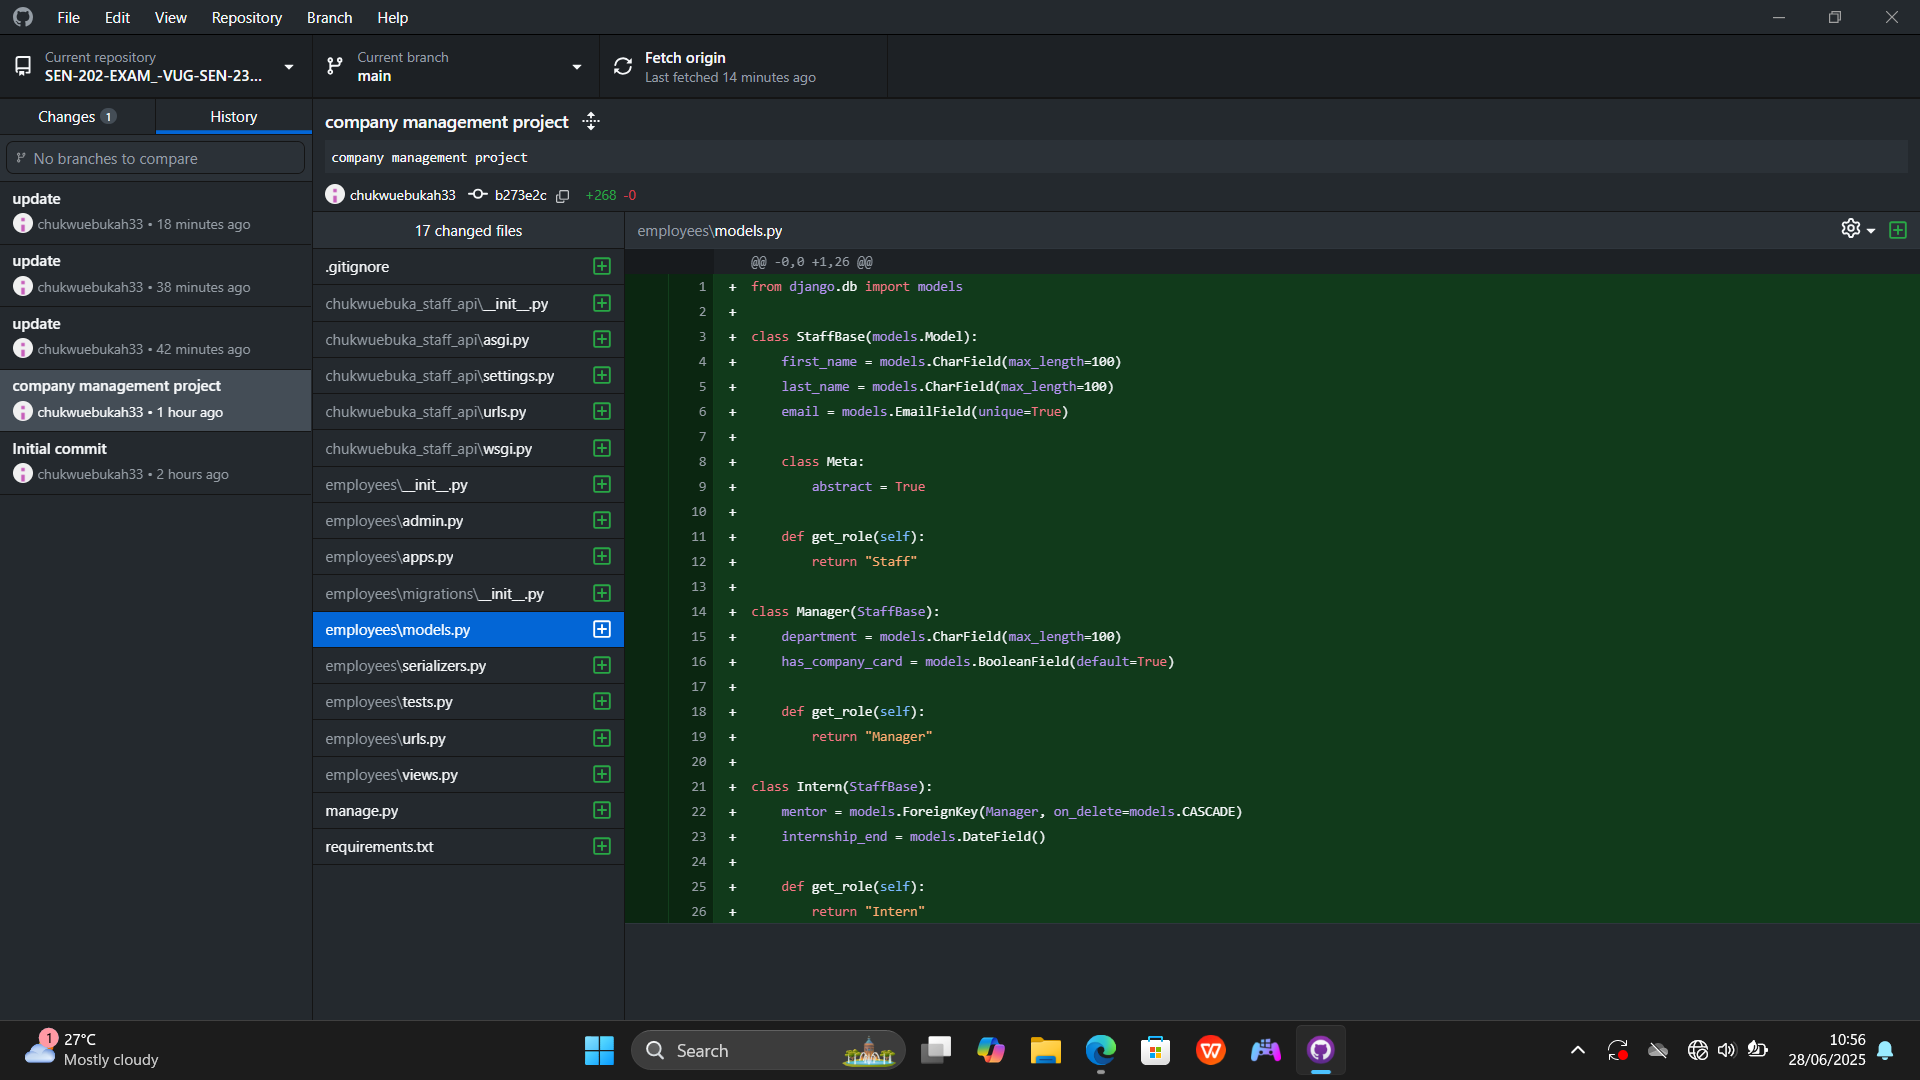 File Edit View Repository Branch Help
Current repository
SEN-202-EXAM_-VUG-SEN-23...
Current branch
main
Fetch origin
Last fetched 14 minutes ago
Changes 1
History
No branches to compare
update
chukwuebukah33 • 18 minutes ago
update
chukwuebukah33 • 38 minutes ago
update
chukwuebukah33 • 42 minutes ago
company management project
chukwuebukah33 • 1 hour ago
Initial commit
chukwuebukah33 • 2 hours ago
company management project
company management project
chukwuebukah33 b273e2c +268 -0
17 changed files
.gitignore
chukwuebuka_staff_api\__init__.py
chukwuebuka_staff_api\asgi.py
chukwuebuka_staff_api\settings.py
chukwuebuka_staff_api\urls.py
chukwuebuka_staff_api\wsgi.py
employees\__init__.py
employees\admin.py
employees\apps.py
employees\migrations\__init__.py
employees\models.py
employees\serializers.py
employees\tests.py
employees\urls.py
employees\views.py
manage.py
requirements.txt
employees\models.py
@@ -0,0 +1,26 @@
1 + from django.db import models
2 +
3 + class StaffBase(models.Model):
4 +     first_name = models.CharField(max_length=100)
5 +     last_name = models.CharField(max_length=100)
6 +     email = models.EmailField(unique=True)
7 +
8 +     class Meta:
9 +         abstract = True
10 +
11 +     def get_role(self):
12 +         return "Staff"
13 +
14 + class Manager(StaffBase):
15 +     department = models.CharField(max_length=100)
16 +     has_company_card = models.BooleanField(default=True)
17 +
18 +     def get_role(self):
19 +         return "Manager"
20 +
21 + class Intern(StaffBase):
22 +     mentor = models.ForeignKey(Manager, on_delete=models.CASCADE)
23 +     internship_end = models.DateField()
24 +
25 +     def get_role(self):
26 +         return "Intern"
1
27°C
Mostly cloudy
Search
W
10:56
28/06/2025